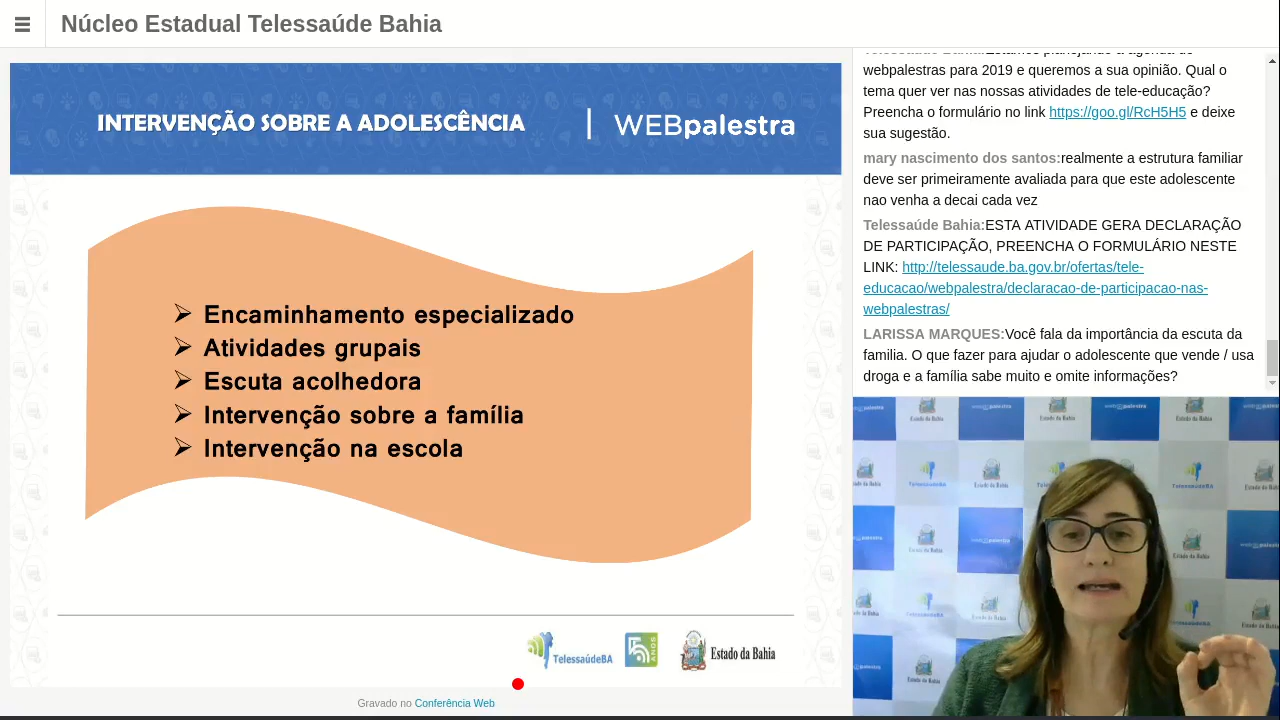 Núcleo Estadual Telessaúde Bahia
INTERVENÇÃO SOBRE A ADOLESCÊNCIA | WEBpalestra
Encaminhamento especializado
Atividades grupais
Escuta acolhedora
Intervenção sobre a família
Intervenção na escola
TelessaúdeBA
5 ANOS
Estado da Bahia
Gravado no Conferência Web
webpalestras para 2019 e queremos a sua opinião. Qual o
tema quer ver nas nossas atividades de tele-educação?
Preencha o formulário no link https://goo.gl/RcH5H5 e deixe
sua sugestão.
mary nascimento dos santos:realmente a estrutura familiar
deve ser primeiramente avaliada para que este adolescente
nao venha a decai cada vez
Telessaúde Bahia:ESTA ATIVIDADE GERA DECLARAÇÃO
DE PARTICIPAÇÃO, PREENCHA O FORMULÁRIO NESTE
LINK: http://telessaude.ba.gov.br/ofertas/tele-
educacao/webpalestra/declaracao-de-participacao-nas-
webpalestras/
LARISSA MARQUES:Você fala da importância da escuta da
familia. O que fazer para ajudar o adolescente que vende / usa
droga e a família sabe muito e omite informações?